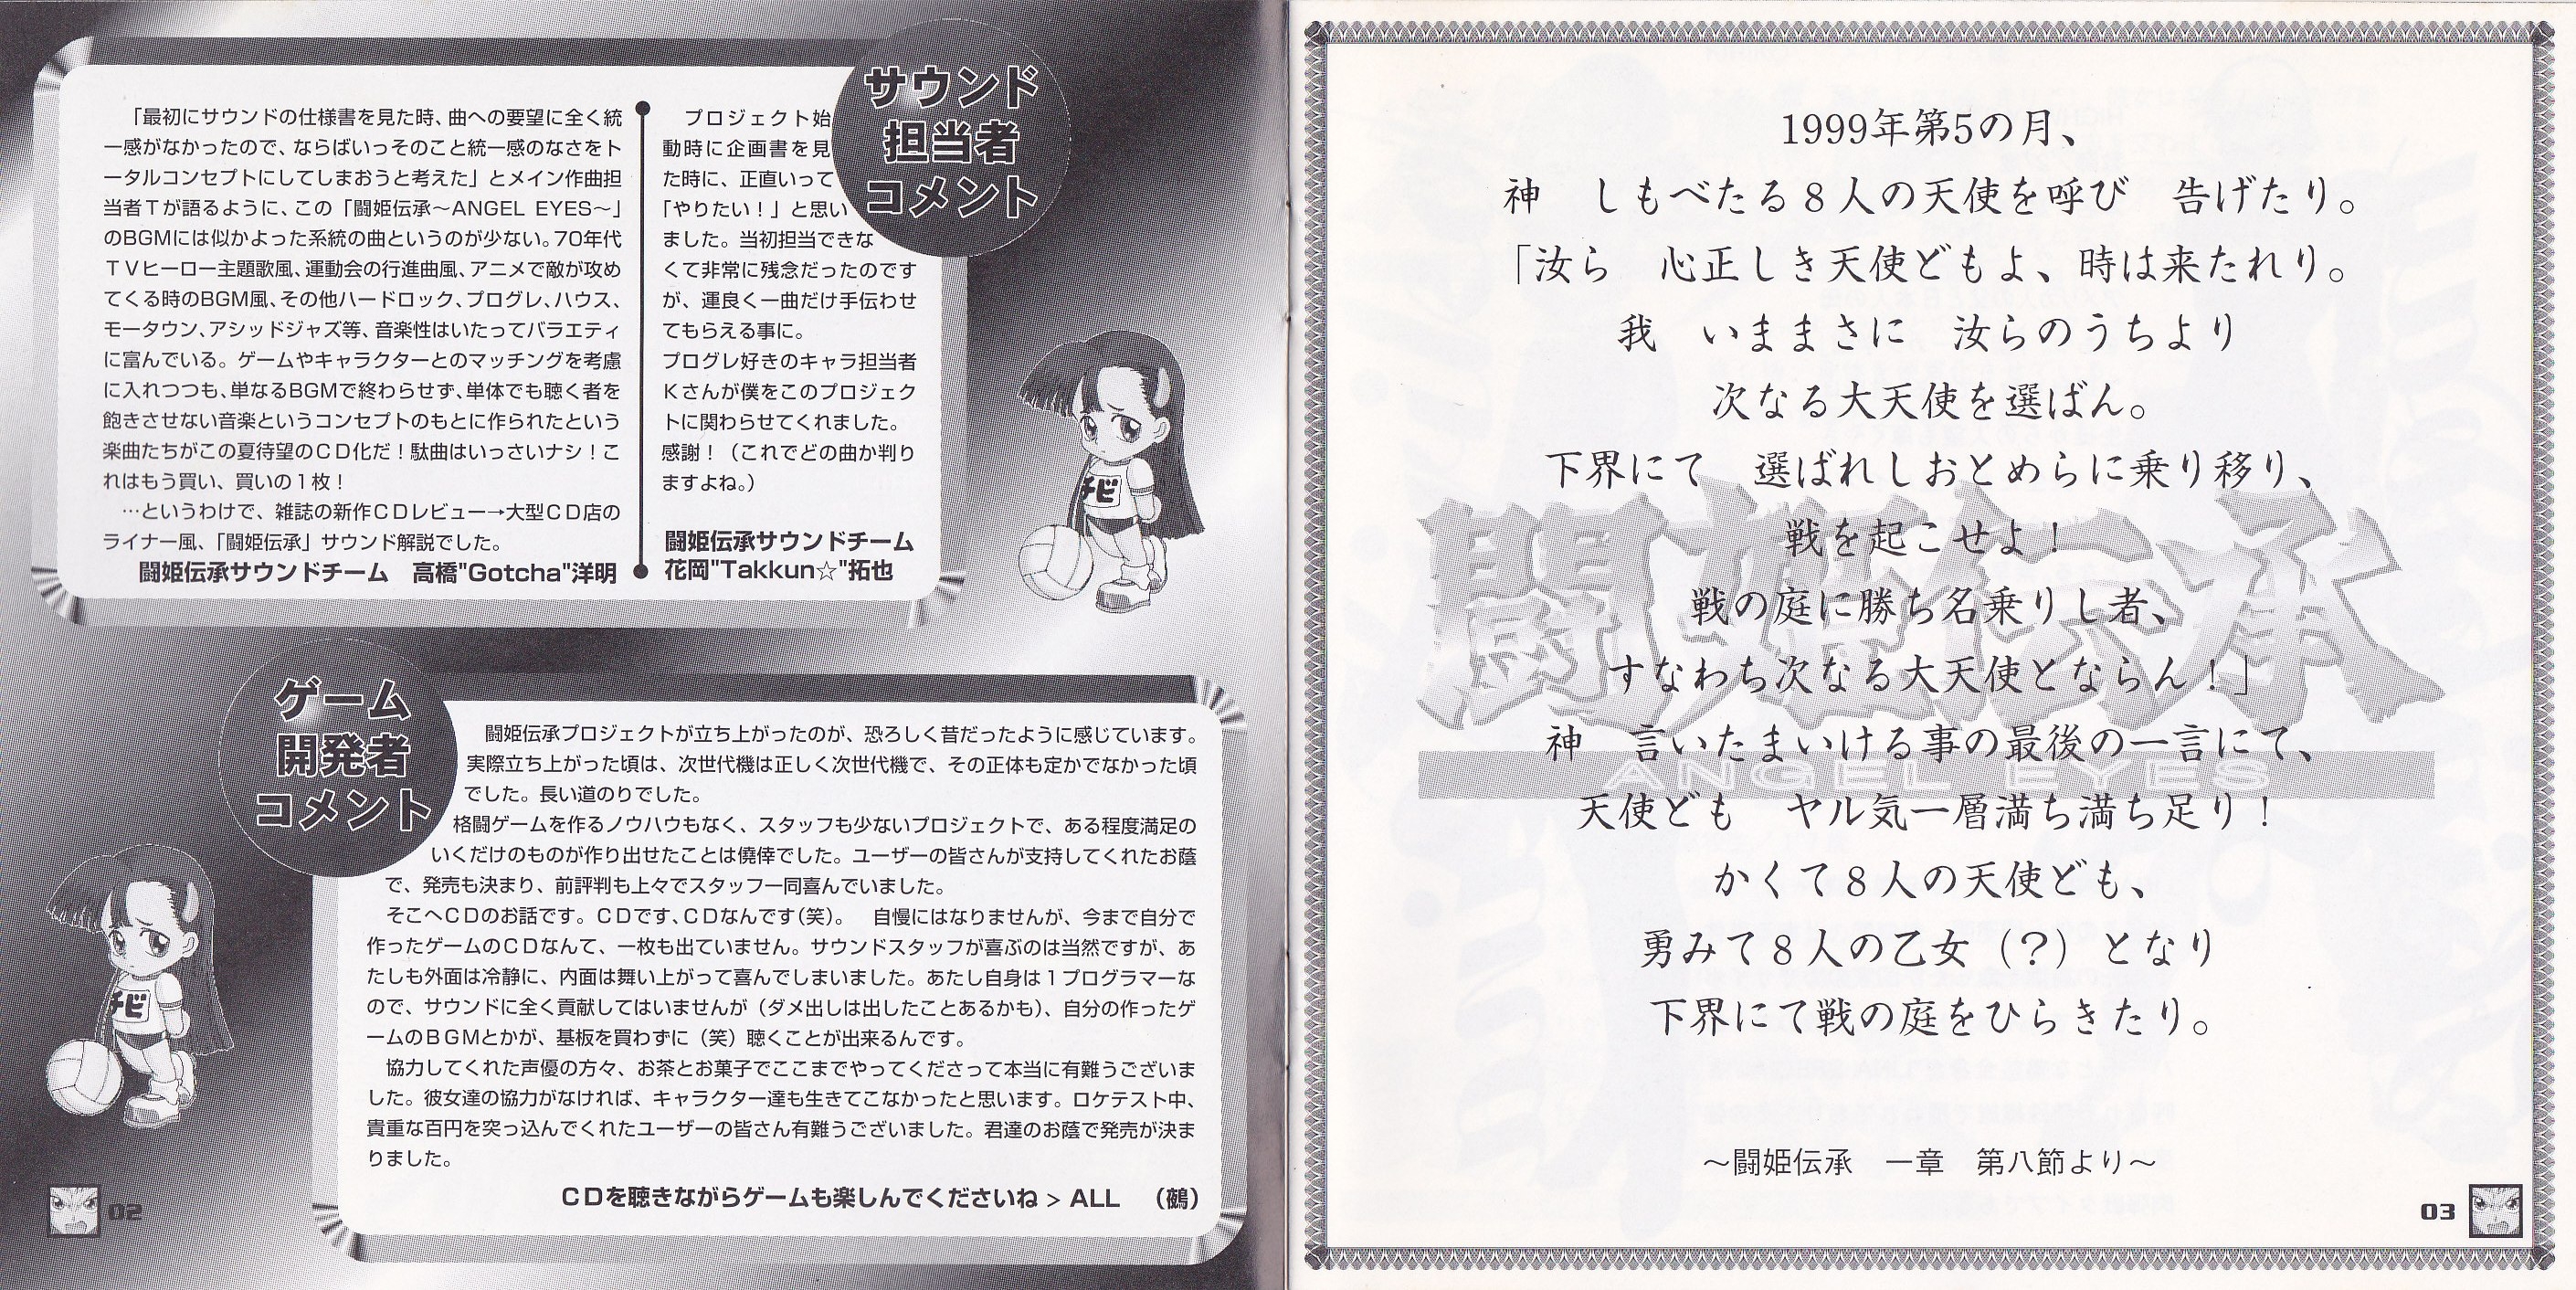 サウンド
担当者
コメント
「最初にサウンドの仕様書を見た時、曲への要望に全く統
一感がなかったので、ならばいっそのこと統一感のなさをト
ータルコンセプトにしてしまおうと考えた」とメイン作曲担
当者Ｔが語るように、この「闘姫伝承～ANGEL EYES～」
のBGMには似かよった系統の曲というのが少ない。70年代
ＴＶヒーロー主題歌風、運動会の行進曲風、アニメで敵が攻め
てくる時のBGM風、その他ハードロック、プログレ、ハウス、
モータウン、アシッドジャズ等、音楽性はいたってバラエティ
に富んでいる。ゲームやキャラクターとのマッチングを考慮
に入れつつも、単なるBGMで終わらせず、単体でも聴く者を
飽きさせない音楽というコンセプトのもとに作られたという
楽曲たちがこの夏待望のＣＤ化だ！駄曲はいっさいナシ！こ
れはもう買い、買いの１枚！
…というわけで、雑誌の新作ＣＤレビュー→大型ＣＤ店の
ライナー風、「闘姫伝承」サウンド解説でした。
闘姫伝承サウンドチーム　高橋"Gotcha"洋明
プロジェクト始
動時に企画書を見
た時に、正直いって
「やりたい！」と思い
ました。当初担当できな
くて非常に残念だったのです
が、運良く一曲だけ手伝わせ
てもらえる事に。
プログレ好きのキャラ担当者
Ｋさんが僕をこのプロジェク
トに関わらせてくれました。
感謝！（これでどの曲か判り
ますよね。）
闘姫伝承サウンドチーム
花岡"Takkun☆"拓也
チビ
ゲーム
開発者
コメント
闘姫伝承プロジェクトが立ち上がったのが、恐ろしく昔だったように感じています。
実際立ち上がった頃は、次世代機は正しく次世代機で、その正体も定かでなかった頃
でした。長い道のりでした。
格闘ゲームを作るノウハウもなく、スタッフも少ないプロジェクトで、ある程度満足の
いくだけのものが作り出せたことは僥倖でした。ユーザーの皆さんが支持してくれたお蔭
で、発売も決まり、前評判も上々でスタッフ一同喜んでいました。
そこへＣＤのお話です。ＣＤです、ＣＤなんです（笑）。　自慢にはなりませんが、今まで自分で
作ったゲームのＣＤなんて、一枚も出ていません。サウンドスタッフが喜ぶのは当然ですが、あ
たしも外面は冷静に、内面は舞い上がって喜んでしまいました。あたし自身は１プログラマーな
ので、サウンドに全く貢献してはいませんが（ダメ出しは出したことあるかも）、自分の作ったゲ
ームのＢＧＭとかが、基板を買わずに（笑）聴くことが出来るんです。
協力してくれた声優の方々、お茶とお菓子でここまでやってくださって本当に有難うございま
した。彼女達の協力がなければ、キャラクター達も生きてこなかったと思います。ロケテスト中、
貴重な百円を突っ込んでくれたユーザーの皆さん有難うございました。君達のお蔭で発売が決ま
りました。
ＣＤを聴きながらゲームも楽しんでくださいね > ALL　（鵺）
チビ
02
1999年第5の月、
神　しもべたる８人の天使を呼び　告げたり。
「汝ら　心正しき天使どもよ、時は来たれり。
我　いままさに　汝らのうちより
次なる大天使を選ばん。
下界にて　選ばれしおとめらに乗り移り、
戦を起こせよ！
戦の庭に勝ち名乗りし者、
すなわち次なる大天使とならん！」
神　言いたまいける事の最後の一言にて、
天使ども　ヤル気一層満ち満ち足り！
かくて８人の天使ども、
勇みて８人の乙女（？）となり
下界にて戦の庭をひらきたり。
～闘姫伝承　一章　第八節より～
闘姫伝承
ANGEL EYES
03